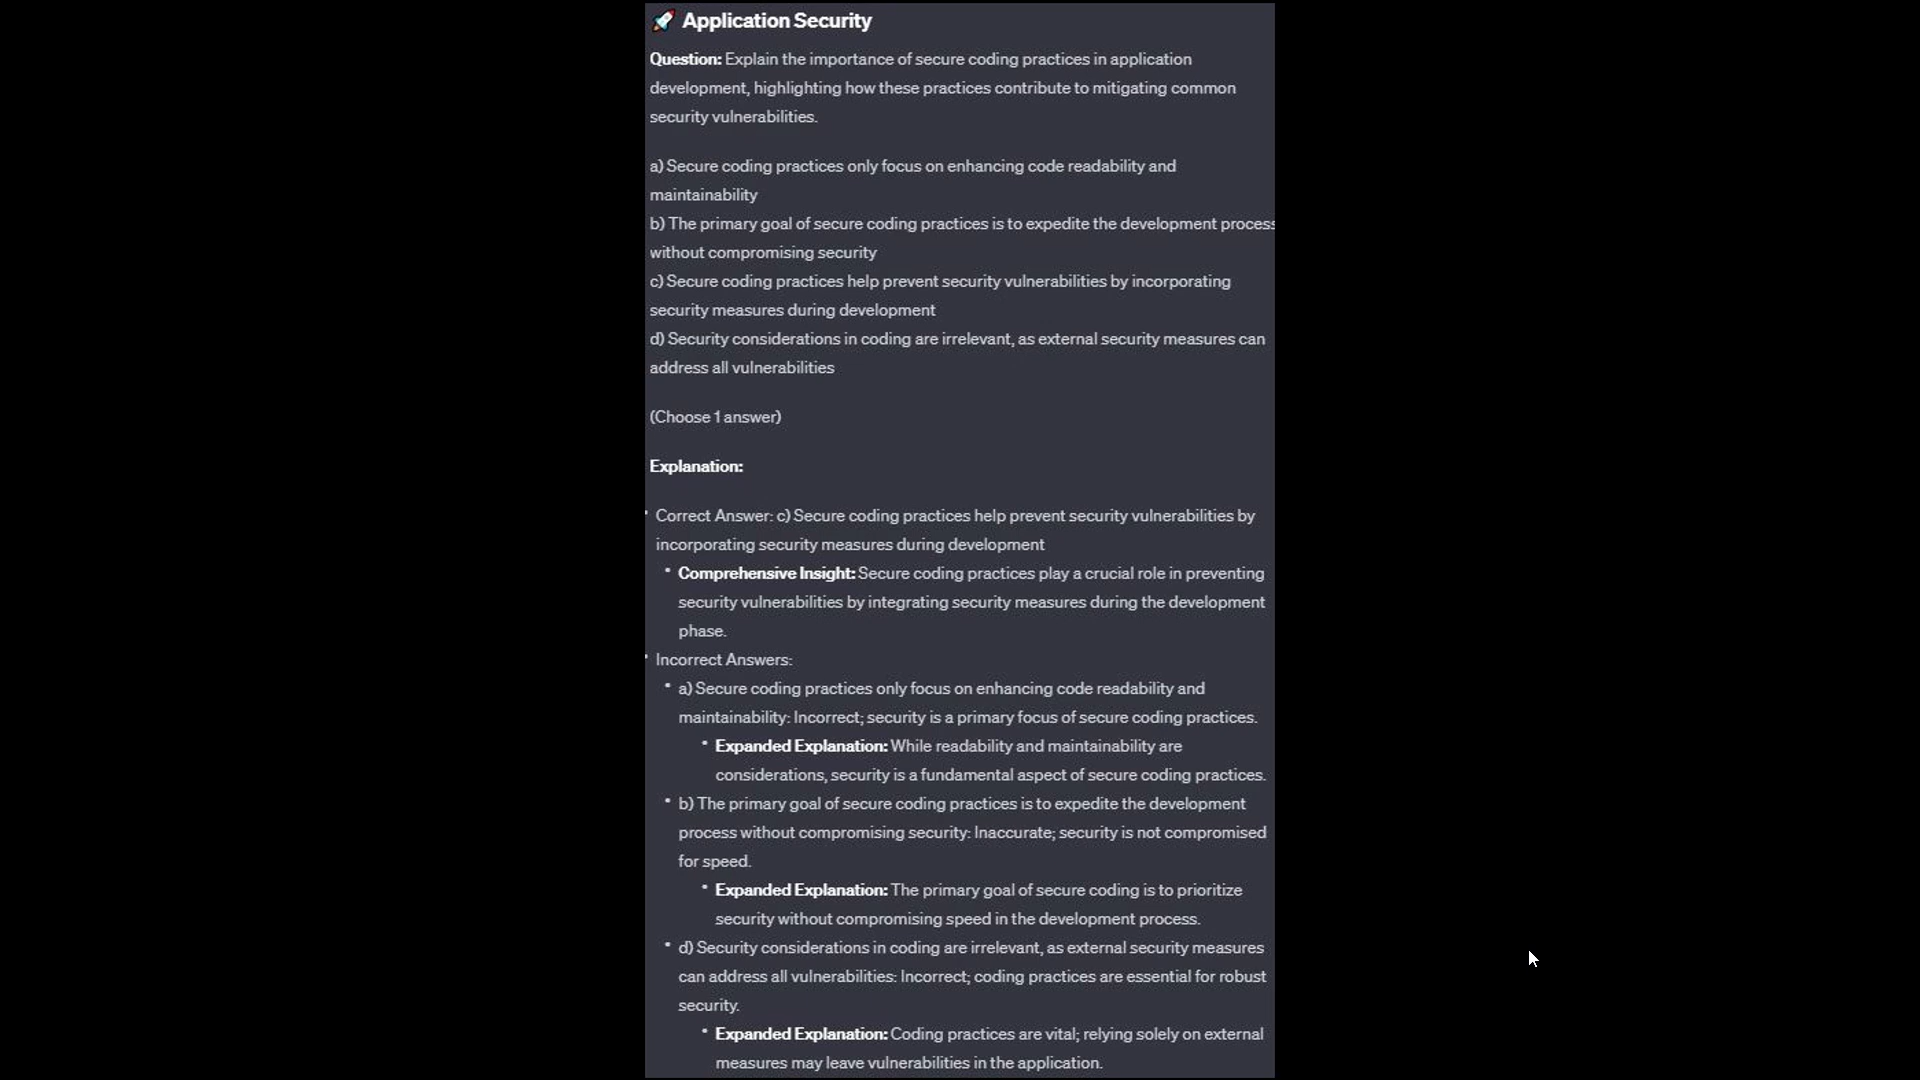 🚀 Application Security
Question: Explain the importance of secure coding practices in application
development, highlighting how these practices contribute to mitigating common
security vulnerabilities.
a) Secure coding practices only focus on enhancing code readability and
maintainability
b) The primary goal of secure coding practices is to expedite the development process
without compromising security
c) Secure coding practices help prevent security vulnerabilities by incorporating
security measures during development
d) Security considerations in coding are irrelevant, as external security measures can
address all vulnerabilities
(Choose 1 answer)
Explanation:
• Correct Answer: c) Secure coding practices help prevent security vulnerabilities by
incorporating security measures during development
• Comprehensive Insight: Secure coding practices play a crucial role in preventing
security vulnerabilities by integrating security measures during the development
phase.
• Incorrect Answers:
• a) Secure coding practices only focus on enhancing code readability and
maintainability: Incorrect; security is a primary focus of secure coding practices.
• Expanded Explanation: While readability and maintainability are
considerations, security is a fundamental aspect of secure coding practices.
• b) The primary goal of secure coding practices is to expedite the development
process without compromising security: Inaccurate; security is not compromised
for speed.
• Expanded Explanation: The primary goal of secure coding is to prioritize
security without compromising speed in the development process.
• d) Security considerations in coding are irrelevant, as external security measures
can address all vulnerabilities: Incorrect; coding practices are essential for robust
security.
• Expanded Explanation: Coding practices are vital; relying solely on external
measures may leave vulnerabilities in the application.